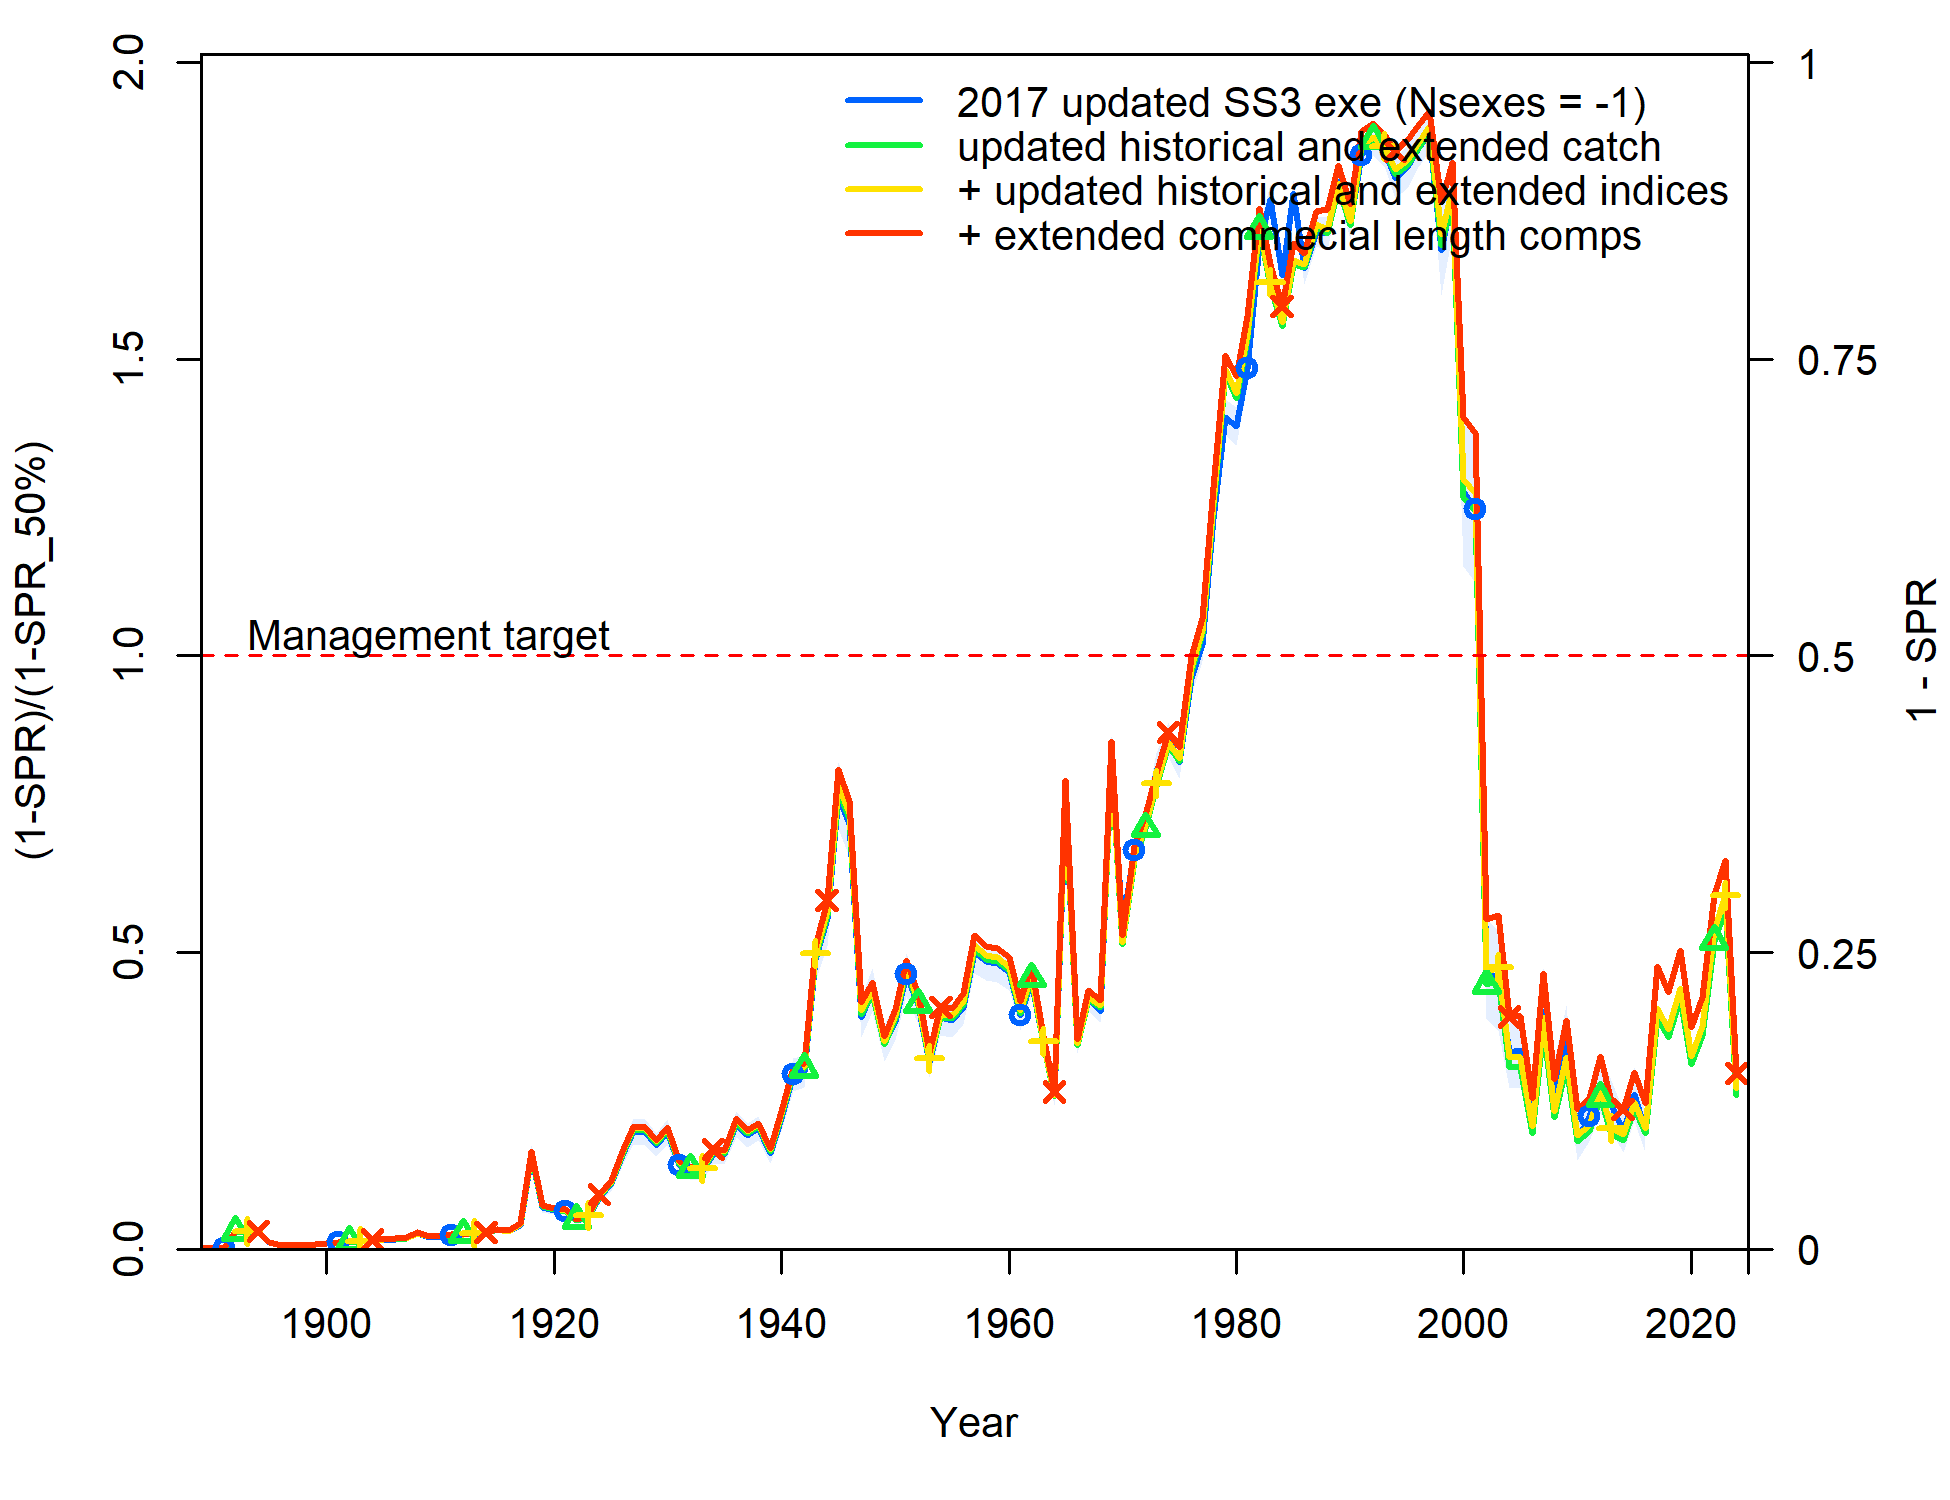 2017 updated SS3 exe (Nsexes = -1)
updated historical and extended catch
+ updated historical and extended indices
+ extended commecial length comps
Management target
(1-SPR)/(1-SPR_50%)
2.0
1.5
1.0
0.5
0.0
1 - SPR
1
0.75
0.5
0.25
0
1900 1920 1940 1960 1980 2000 2020
Year